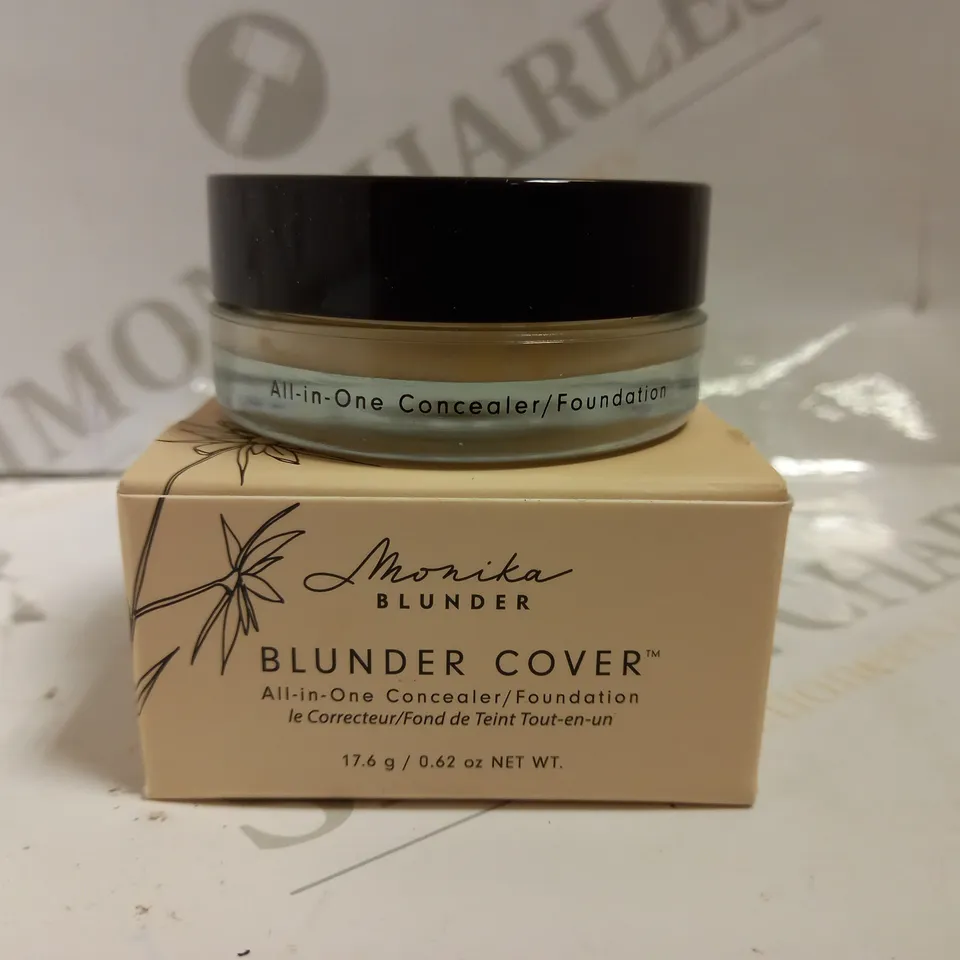 All-in-One Concealer/Foundation
Monika
BLUNDER
BLUNDER COVER™
All-in-One Concealer/Foundation
le Correcteur/Fond de Teint Tout-en-un
17.6 g / 0.62 oz NET WT.